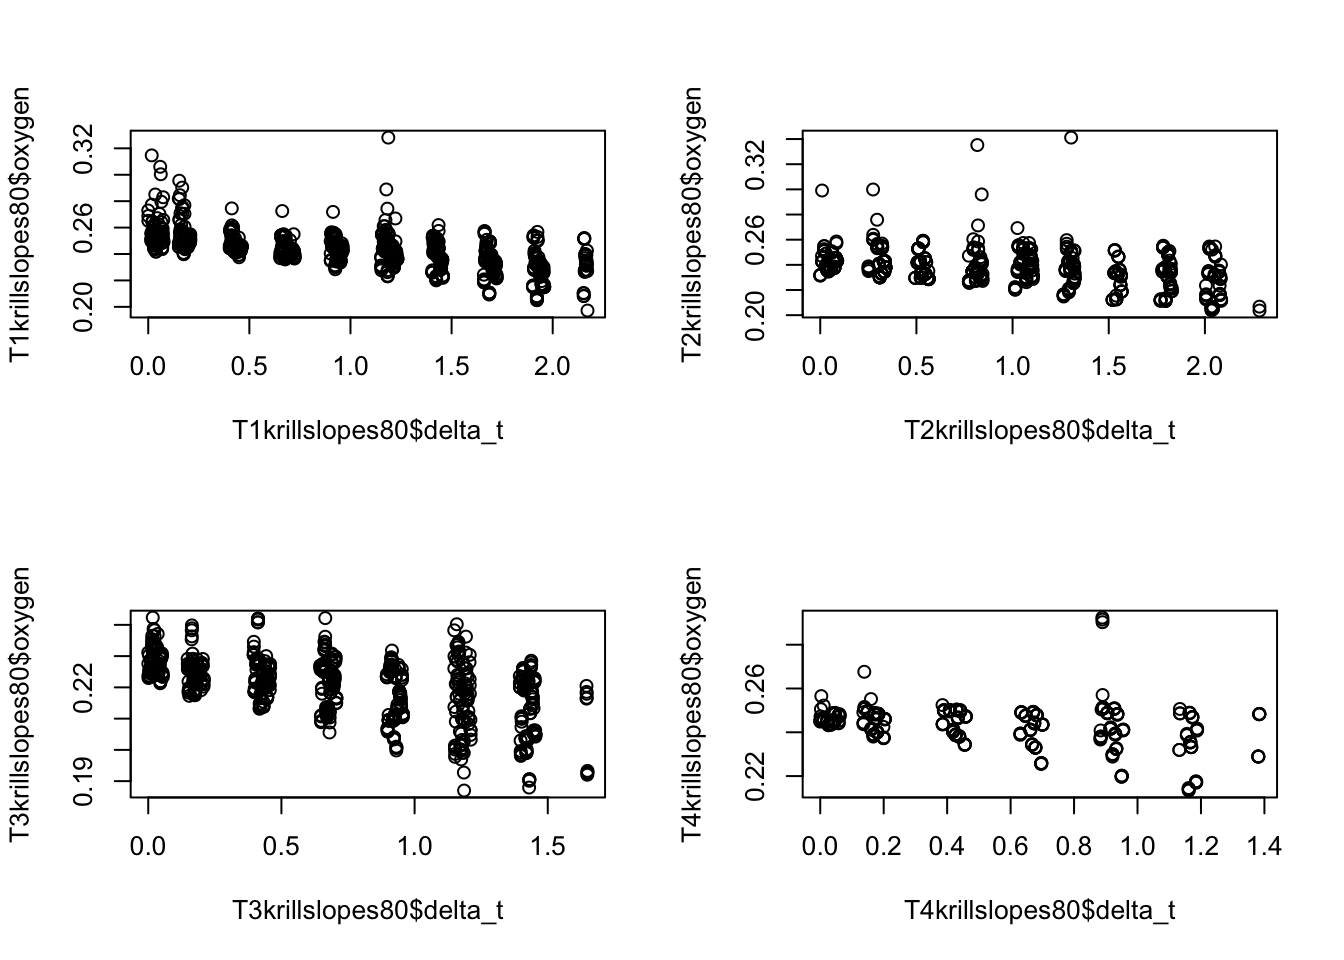 T1krillslopes80$oxygen
0.32
0.26
0.20
0.0 0.5 1.0 1.5 2.0
T1krillslopes80$delta_t
T2krillslopes80$oxygen
0.32
0.26
0.20
0.0 0.5 1.0 1.5 2.0
T2krillslopes80$delta_t
T3krillslopes80$oxygen
0.22
0.19
0.0 0.5 1.0 1.5
T3krillslopes80$delta_t
T4krillslopes80$oxygen
0.26
0.22
0.0 0.2 0.4 0.6 0.8 1.0 1.2 1.4
T4krillslopes80$delta_t